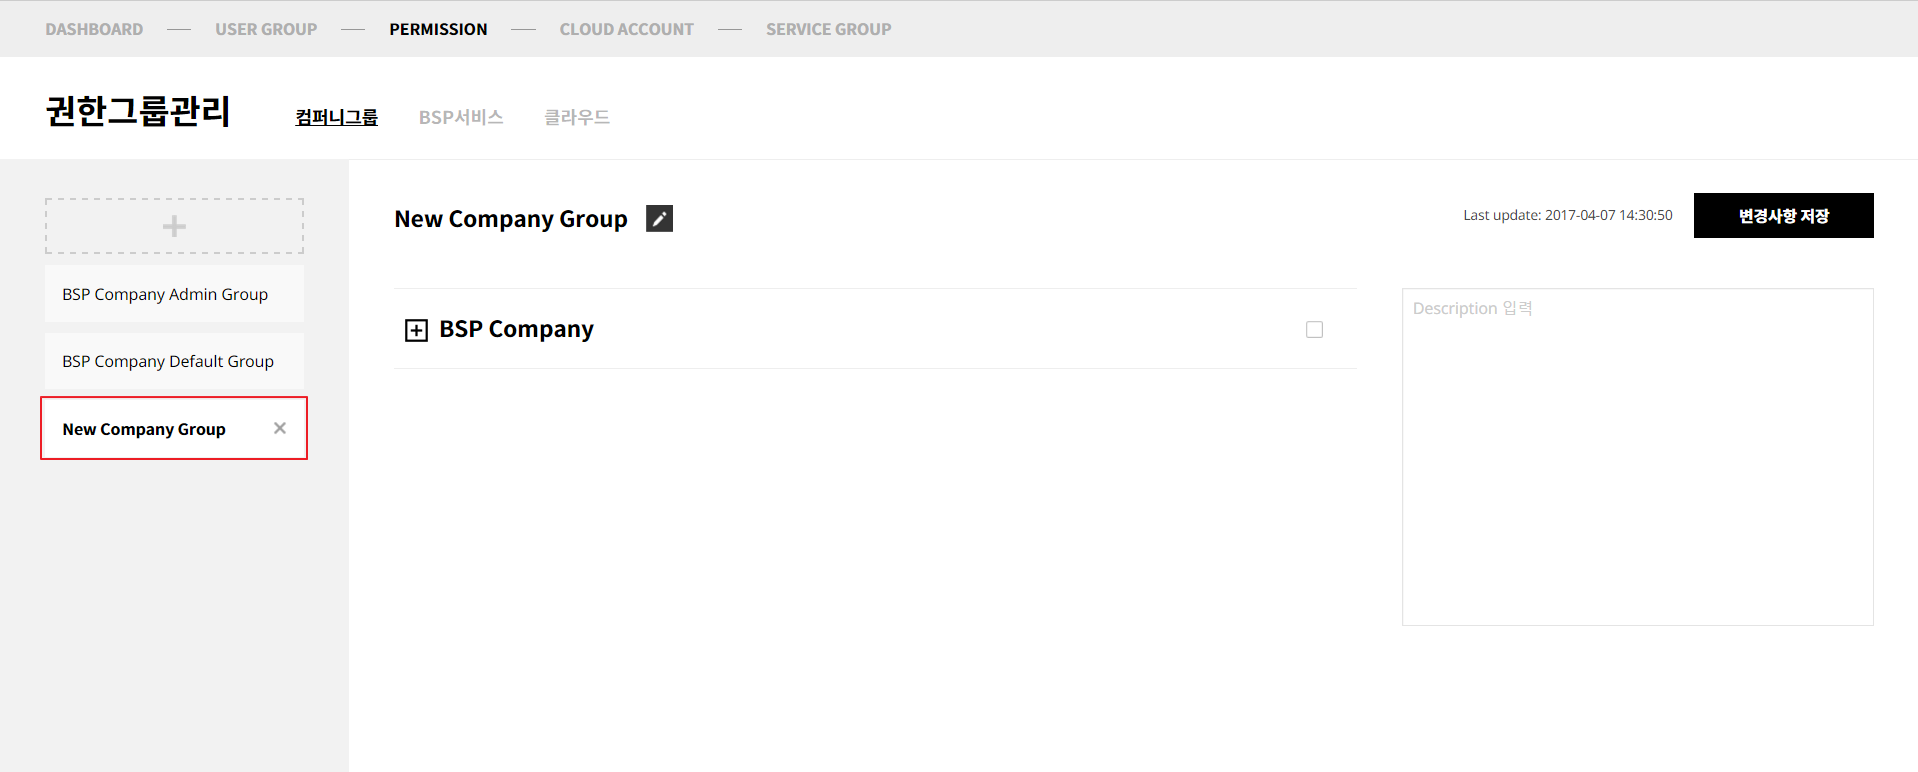 DASHBOARD USER GROUP PERMISSION CLOUD ACCOUNT SERVICE GROUP
권한그룹관리 컴퍼니그룹 BSP서비스 클라우드
BSP Company Admin Group
BSP Company Default Group
New Company Group
New Company Group
Last update: 2017-04-07 14:30:50 변경사항 저장
BSP Company
Description 입력